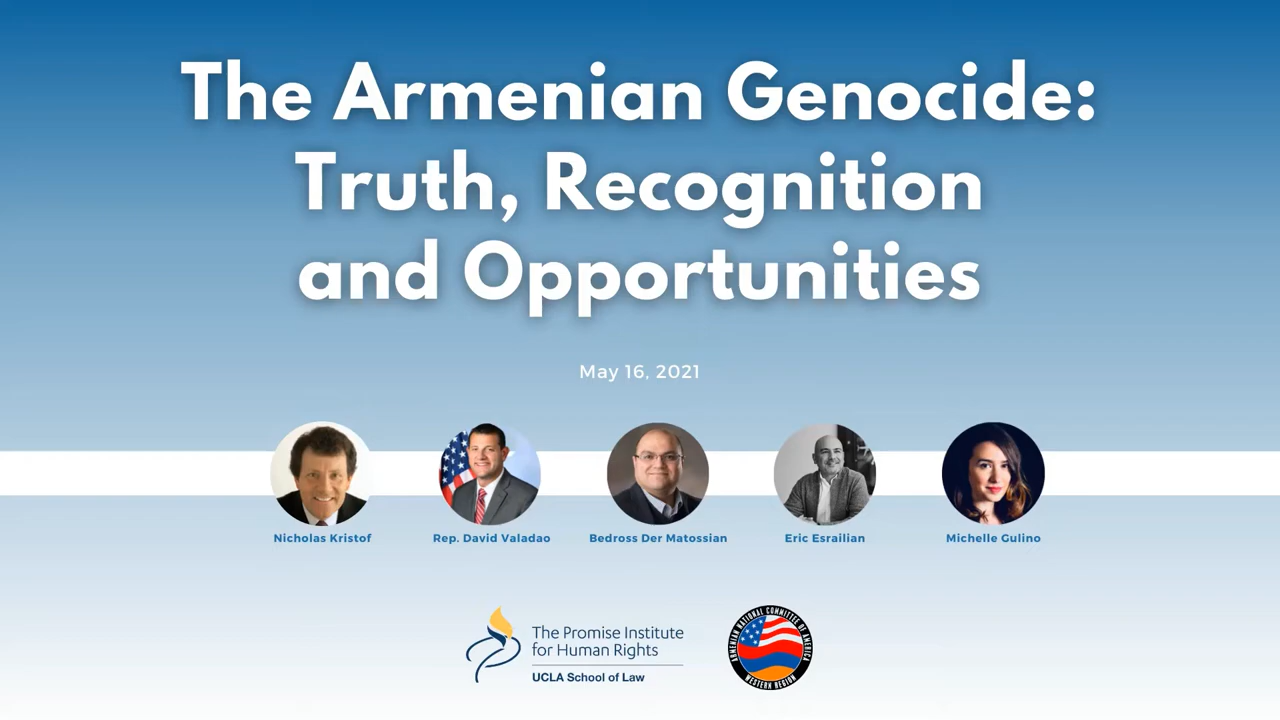 The Armenian Genocide:
Truth, Recognition
and Opportunities
May 16, 2021
Nicholas Kristof
Rep. David Valadao
Bedross Der Matossian
Eric Esrailian
Michelle Gulino
The Promise Institute
for Human Rights
UCLA School of Law
ARMENIAN NATIONAL COMMITTEE OF AMERICA
WESTERN REGION